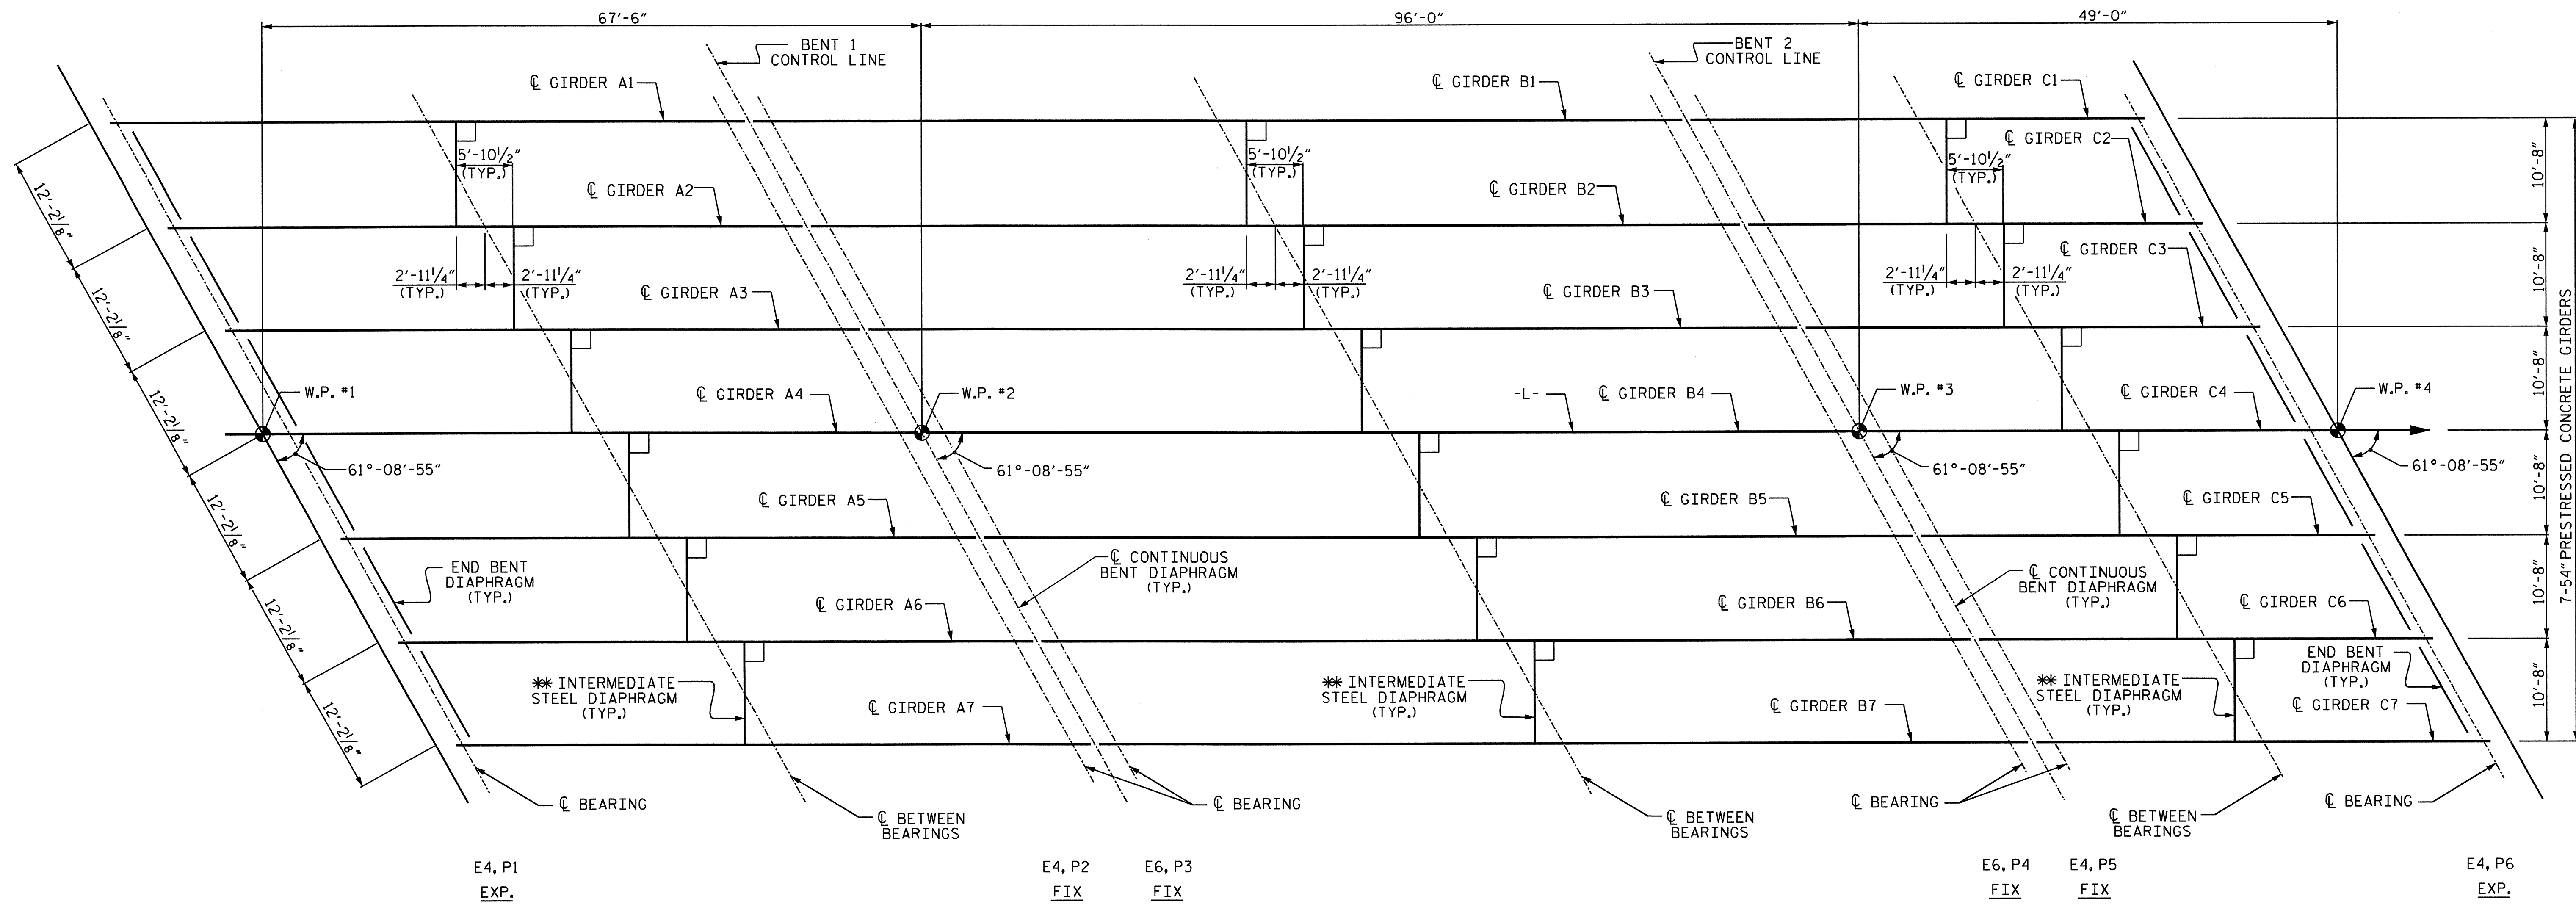 67'-6"
96'-0"
49'-0"
BENT 1
CONTROL LINE
BENT 2
CONTROL LINE
℄ GIRDER A1
℄ GIRDER B1
℄ GIRDER C1
℄ GIRDER C2
5'-10½"
(TYP.)
5'-10½"
(TYP.)
5'-10½"
(TYP.)
10'-8"
℄ GIRDER A2
℄ GIRDER B2
12'-2⅛"
2'-11¼"
(TYP.)
2'-11¼"
(TYP.)
2'-11¼"
(TYP.)
2'-11¼"
(TYP.)
2'-11¼"
(TYP.)
2'-11¼"
(TYP.)
℄ GIRDER C3
10'-8"
℄ GIRDER A3
℄ GIRDER B3
12'-2⅛"
10'-8"
W.P. #1
℄ GIRDER A4
W.P. #2
-L-
℄ GIRDER B4
W.P. #3
℄ GIRDER C4
W.P. #4
12'-2⅛"
61°-08'-55"
61°-08'-55"
61°-08'-55"
61°-08'-55"
10'-8"
7-54" PRESTRESSED CONCRETE GIRDERS
℄ GIRDER A5
℄ GIRDER B5
℄ GIRDER C5
12'-2⅛"
END BENT
DIAPHRAGM
(TYP.)
℄ CONTINUOUS
BENT DIAPHRAGM
(TYP.)
℄ CONTINUOUS
BENT DIAPHRAGM
(TYP.)
10'-8"
℄ GIRDER A6
℄ GIRDER B6
℄ GIRDER C6
12'-2⅛"
** INTERMEDIATE
STEEL DIAPHRAGM
(TYP.)
** INTERMEDIATE
STEEL DIAPHRAGM
(TYP.)
** INTERMEDIATE
STEEL DIAPHRAGM
(TYP.)
END BENT
DIAPHRAGM
(TYP.)
10'-8"
℄ GIRDER A7
℄ GIRDER B7
℄ GIRDER C7
12'-2⅛"
℄ BEARING
℄ BETWEEN
BEARINGS
℄ BEARING
℄ BETWEEN
BEARINGS
℄ BEARING
℄ BETWEEN
BEARINGS
℄ BEARING
E4, P1
EXP.
E4, P2
FIX
E6, P3
FIX
E6, P4
FIX
E4, P5
FIX
E4, P6
EXP.